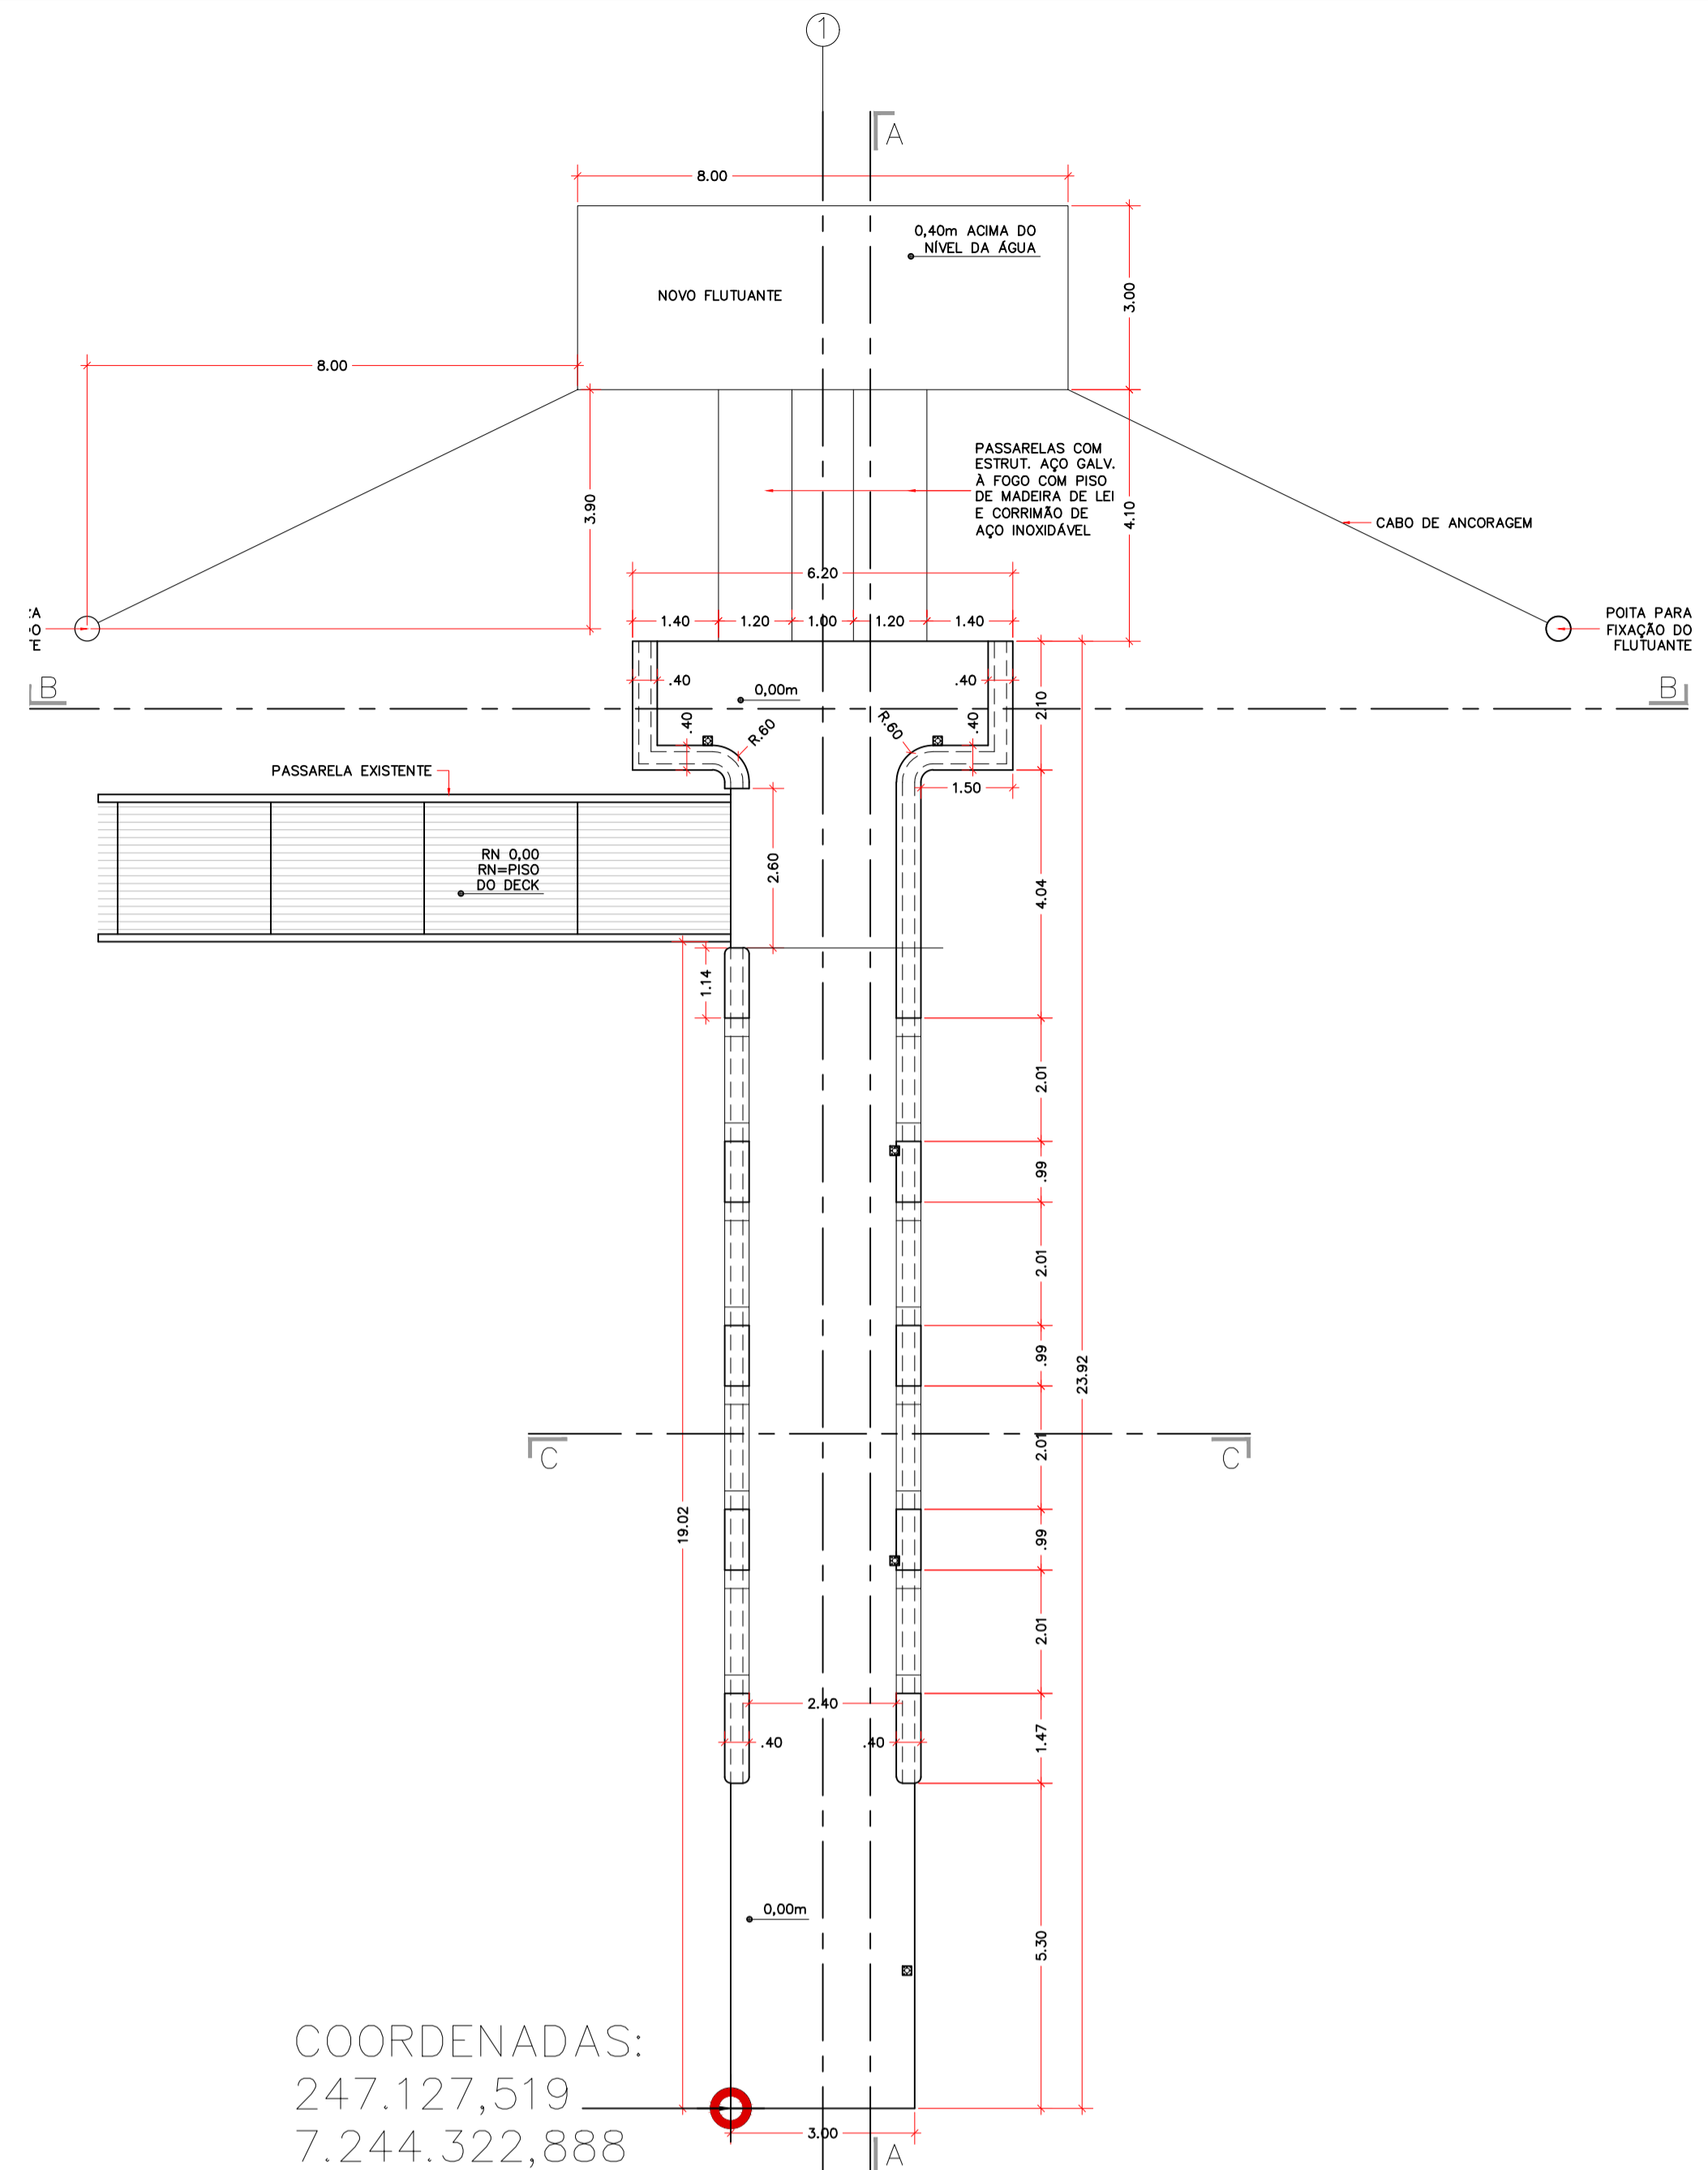 1
A
8.00
0,40m ACIMA DO
NÍVEL DA ÁGUA
NOVO FLUTUANTE
3.00
8.00
3.90
PASSARELAS COM
ESTRUT. AÇO GALV.
À FOGO COM PISO
DE MADEIRA DE LEI
E CORRIMÃO DE
AÇO INOXIDÁVEL
4.10
CABO DE ANCORAGEM
6.20
1.40
1.20
1.00
1.20
1.40
POITA PARA
FIXAÇÃO DO
FLUTUANTE
B
B
.40
0,00m
.40
2.10
.40
R.60
R.60
.40
PASSARELA EXISTENTE
1.50
RN 0,00
RN=PISO
DO DECK
2.60
4.04
1.14
2.01
.99
2.01
.99
23.92
C
2.01
C
19.02
.99
2.01
2.40
.40
.40
1.47
0,00m
5.30
COORDENADAS:
247.127,519
7.244.322,888
3.00
A